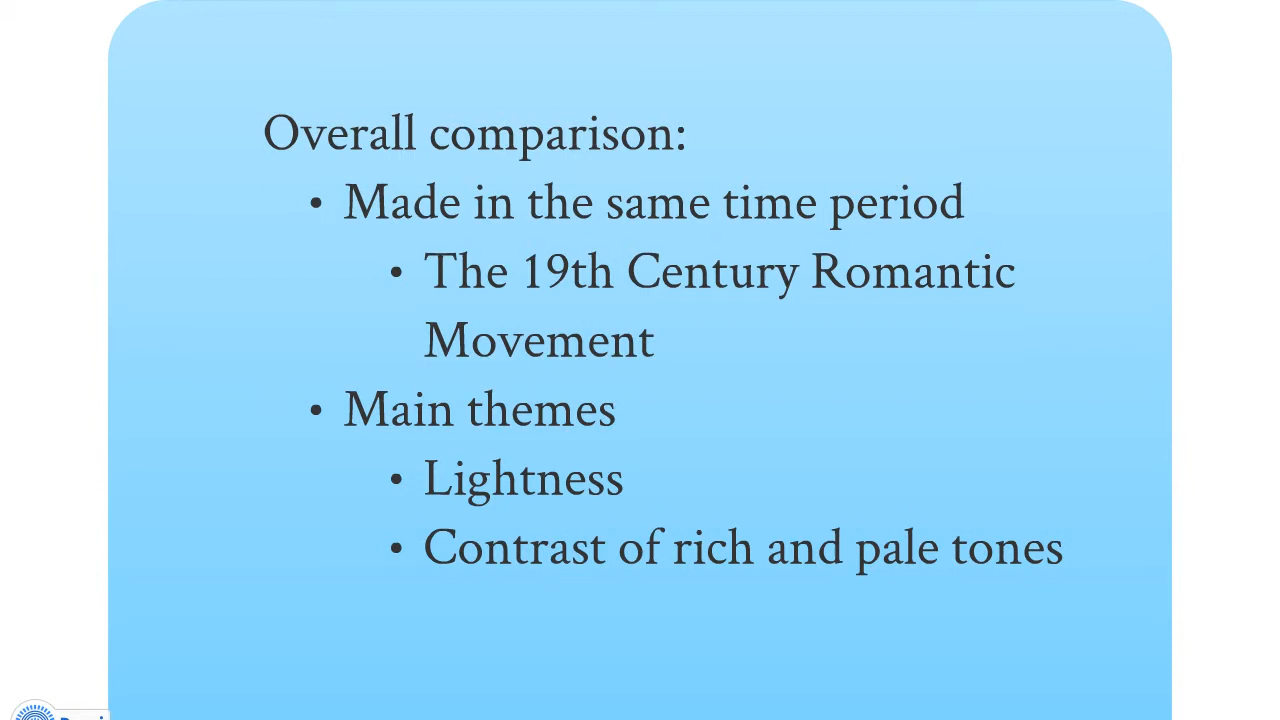 Overall comparison:
• Made in the same time period
• The 19th Century Romantic
Movement
• Main themes
• Lightness
• Contrast of rich and pale tones